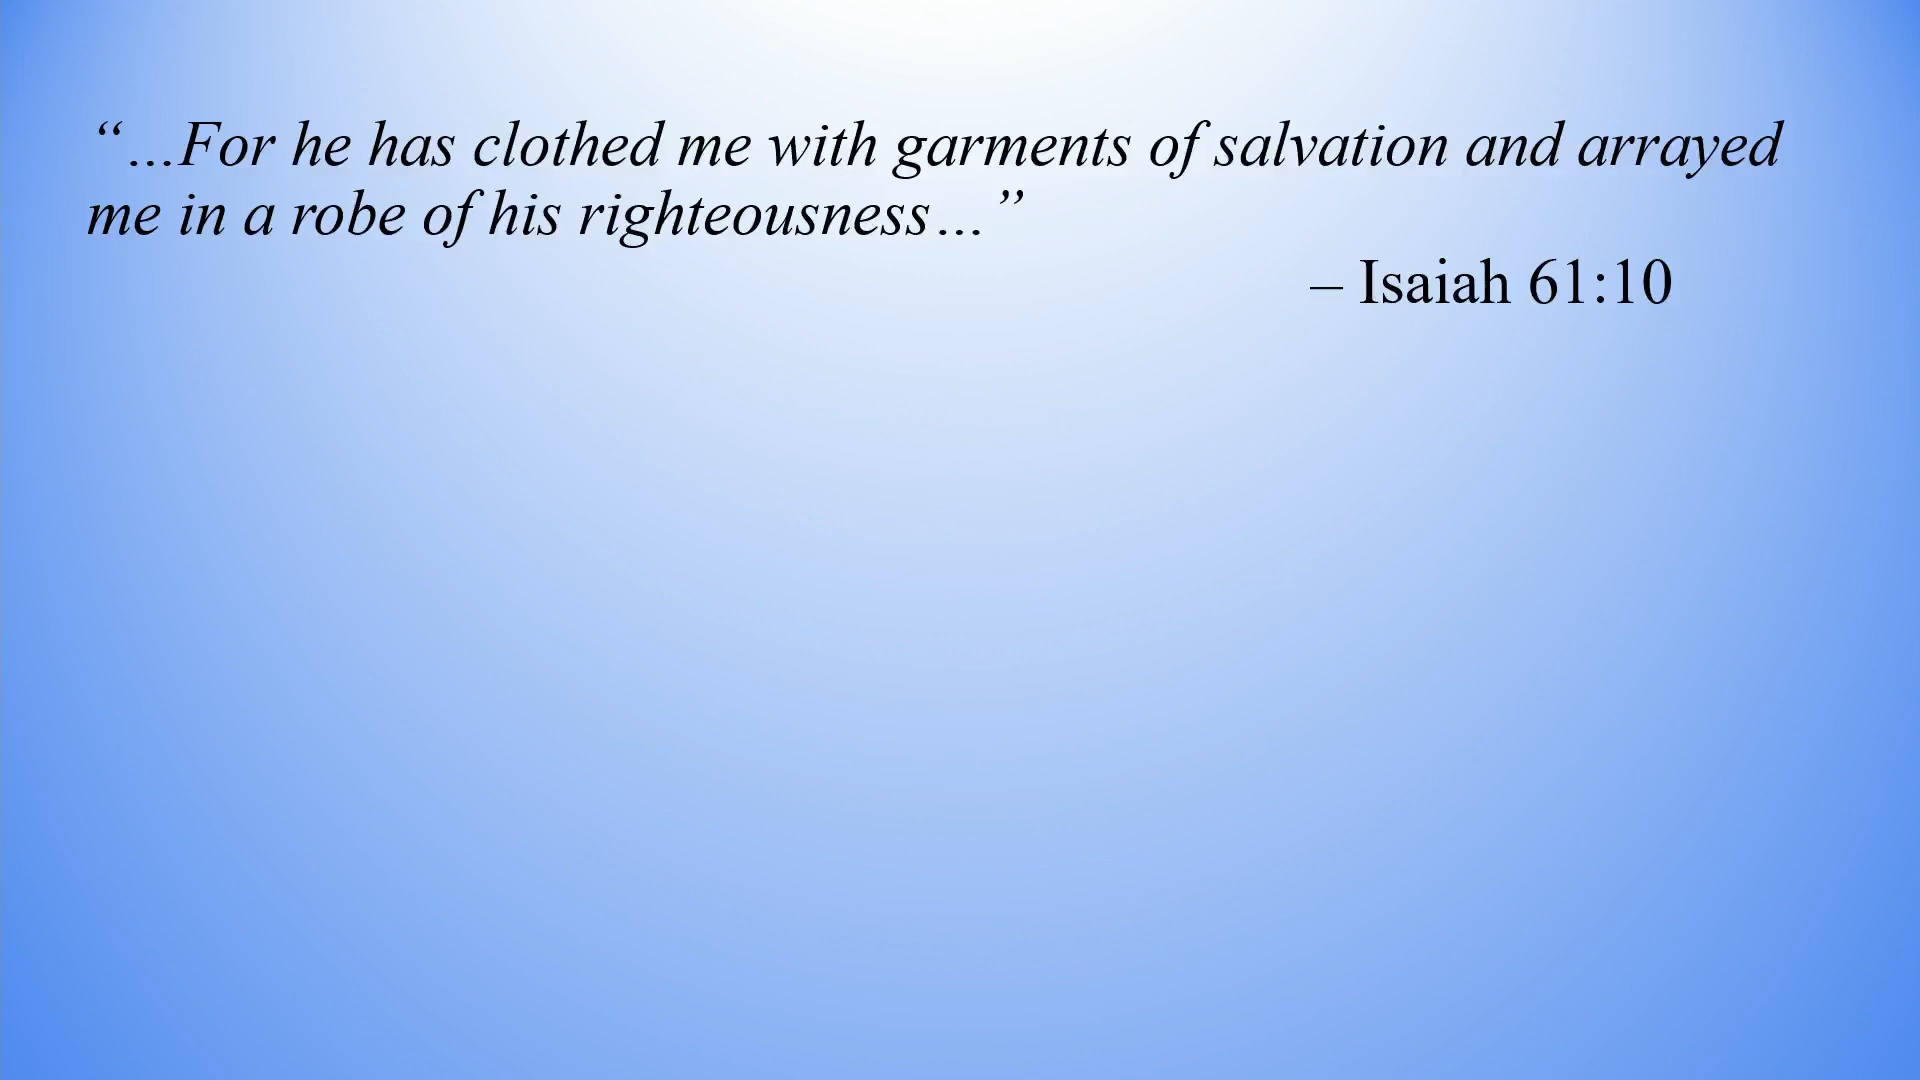 “…For he has clothed me with garments of salvation and arrayed
me in a robe of his righteousness…”
– Isaiah 61:10